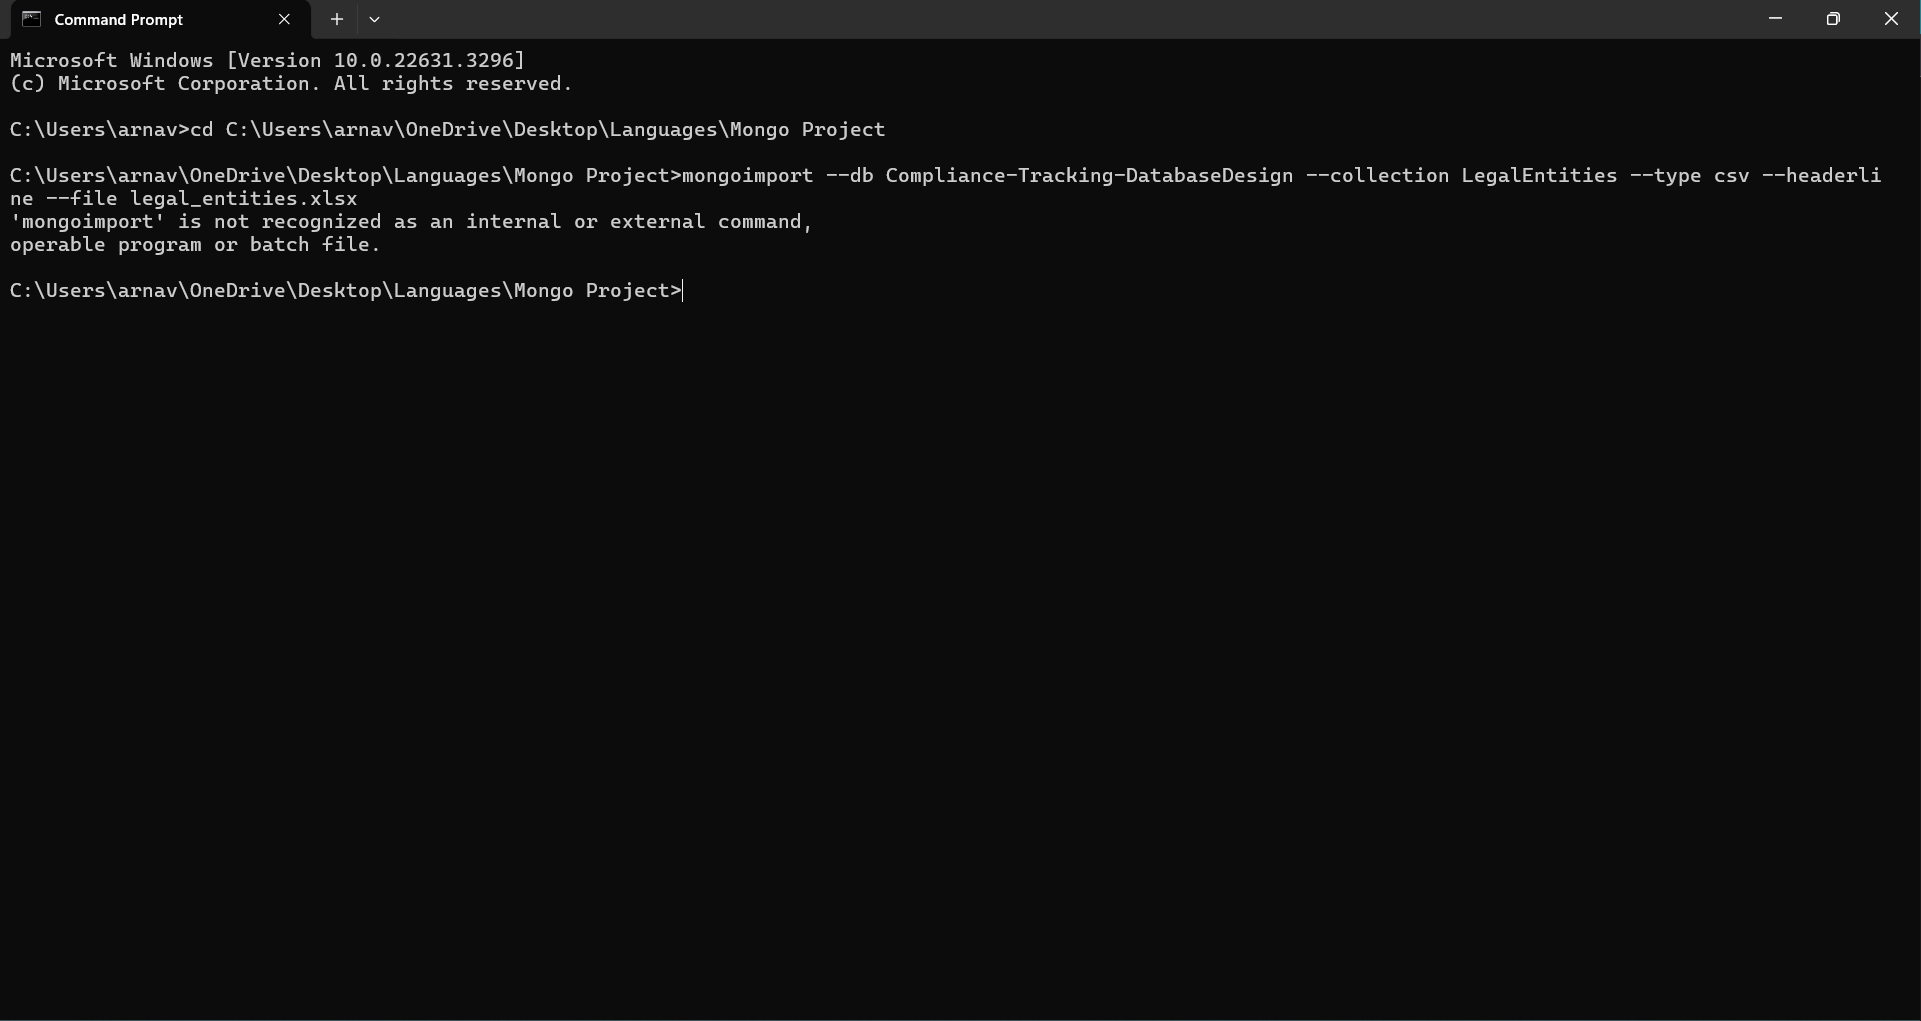 Command Prompt
Microsoft Windows [Version 10.0.22631.3296]
(c) Microsoft Corporation. All rights reserved.
C:\Users\arnav>cd C:\Users\arnav\OneDrive\Desktop\Languages\Mongo Project
C:\Users\arnav\OneDrive\Desktop\Languages\Mongo Project>mongoimport --db Compliance-Tracking-DatabaseDesign --collection LegalEntities --type csv --headerli
ne --file legal_entities.xlsx
'mongoimport' is not recognized as an internal or external command,
operable program or batch file.
C:\Users\arnav\OneDrive\Desktop\Languages\Mongo Project>